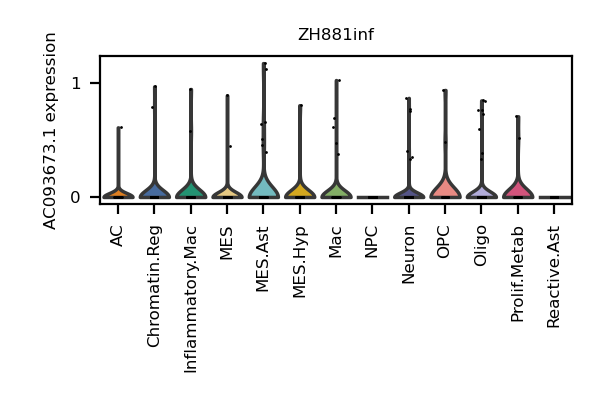 ZH881inf
AC093673.1 expression
1
0
AC
Chromatin.Reg
Inflammatory.Mac
MES
MES.Ast
MES.Hyp
Mac
NPC
Neuron
OPC
Oligo
Prolif.Metab
Reactive.Ast